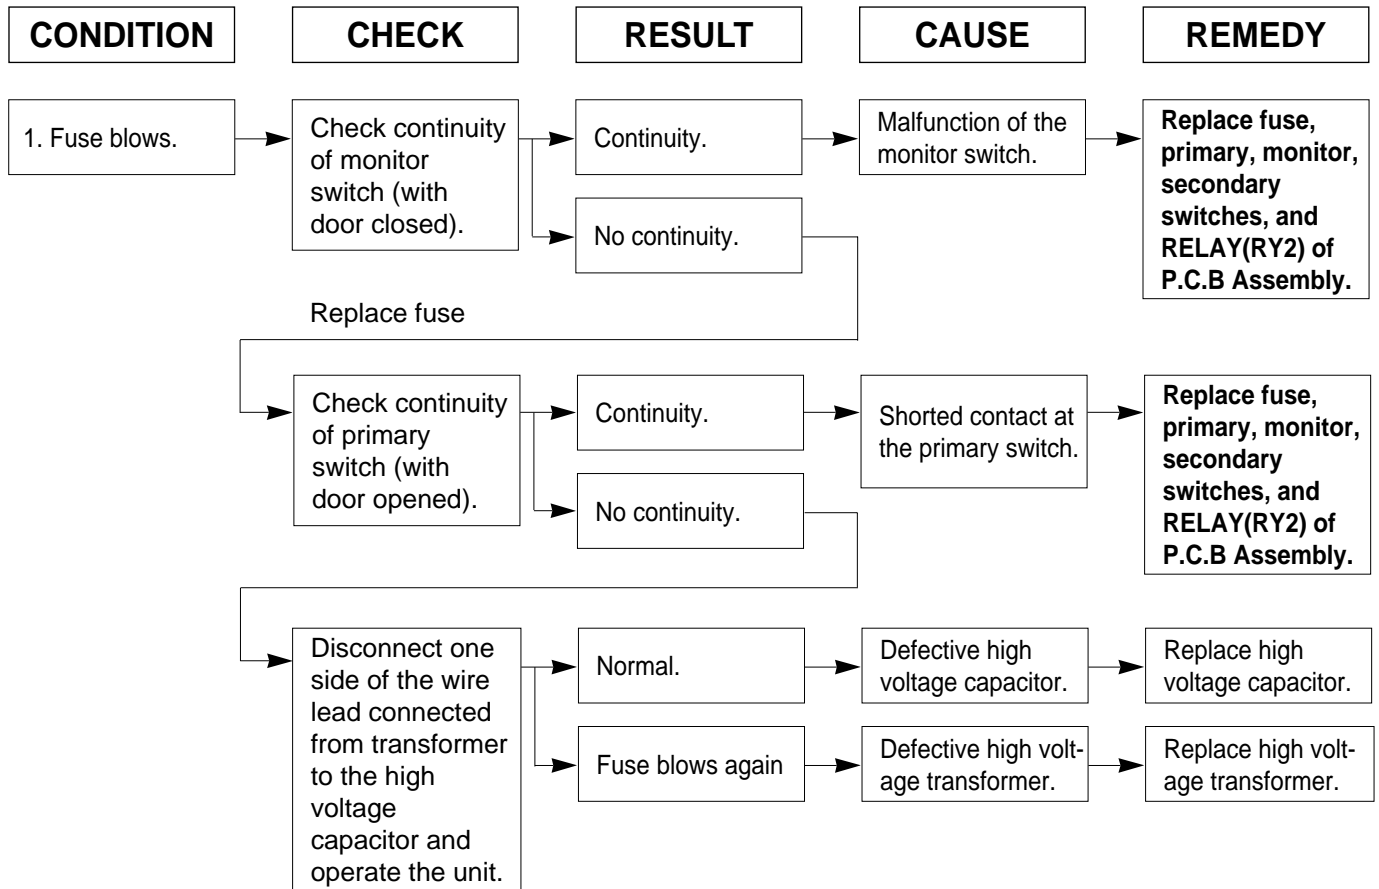 CONDITION
CHECK
RESULT
CAUSE
REMEDY
1. Fuse blows.
Check continuity
of monitor
switch (with
door closed).
Continuity.
Malfunction of the
monitor switch.
Replace fuse,
primary, monitor,
secondary
switches, and
RELAY(RY2) of
P.C.B Assembly.
No continuity.
Replace fuse
Check continuity
of primary
switch (with
door opened).
Continuity.
Shorted contact at
the primary switch.
Replace fuse,
primary, monitor,
secondary
switches, and
RELAY(RY2) of
P.C.B Assembly.
No continuity.
Disconnect one
side of the wire
lead connected
from transformer
to the high
voltage
capacitor and
operate the unit.
Normal.
Defective high
voltage capacitor.
Replace high
voltage capacitor.
Fuse blows again
Defective high volt-
age transformer.
Replace high volt-
age transformer.